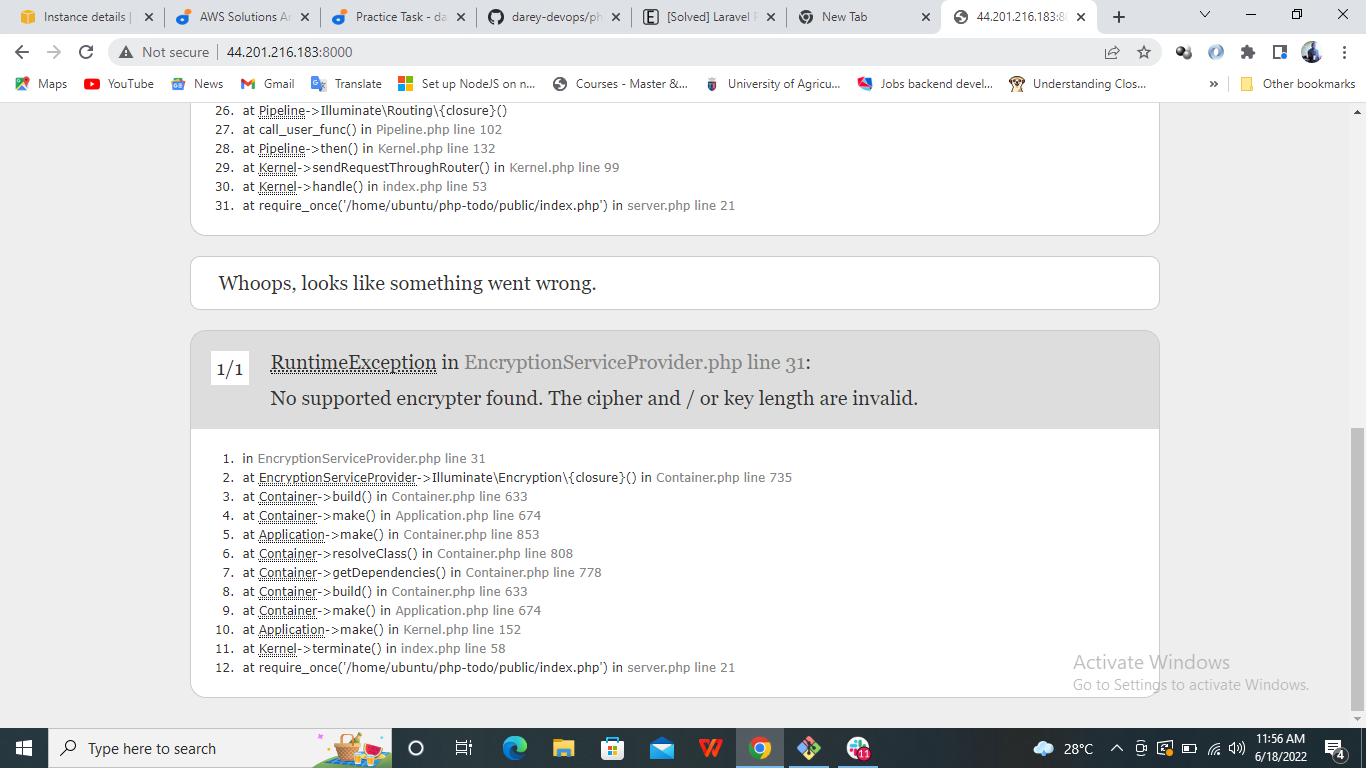 Instance details |
AWS Solutions Ar
Practice Task - da
darey-devops/ph
[Solved] Laravel P
New Tab
44.201.216.183:80
Not secure
44.201.216.183:8000
Maps
YouTube
News
Gmail
Translate
Set up NodeJS on n...
Courses - Master &...
University of Agricu...
Jobs backend devel...
Understanding Clos...
»
Other bookmarks
26. at Pipeline->Illuminate\Routing\{closure}()
27. at call_user_func() in Pipeline.php line 102
28. at Pipeline->then() in Kernel.php line 132
29. at Kernel->sendRequestThroughRouter() in Kernel.php line 99
30. at Kernel->handle() in index.php line 53
31. at require_once('/home/ubuntu/php-todo/public/index.php') in server.php line 21
Whoops, looks like something went wrong.
1/1
RuntimeException in EncryptionServiceProvider.php line 31:
No supported encrypter found. The cipher and / or key length are invalid.
1. in EncryptionServiceProvider.php line 31
2. at EncryptionServiceProvider->Illuminate\Encryption\{closure}() in Container.php line 735
3. at Container->build() in Container.php line 633
4. at Container->make() in Application.php line 674
5. at Application->make() in Container.php line 853
6. at Container->resolveClass() in Container.php line 808
7. at Container->getDependencies() in Container.php line 778
8. at Container->build() in Container.php line 633
9. at Container->make() in Application.php line 674
10. at Application->make() in Kernel.php line 152
11. at Kernel->terminate() in index.php line 58
12. at require_once('/home/ubuntu/php-todo/public/index.php') in server.php line 21
Activate Windows
Go to Settings to activate Windows.
Type here to search
11
28°C
11:56 AM
6/18/2022
4